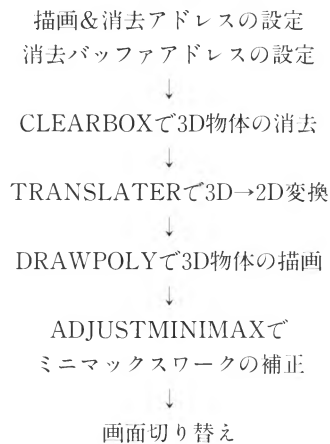 描画&消去アドレスの設定
消去バッファアドレスの設定
↓
CLEARBOXで3D物体の消去
↓
TRANSLATERで3D→2D変換
↓
DRAWPOLYで3D物体の描画
↓
ADJUSTMINIMAXで
ミニマックスワークの補正
↓
画面切り替え